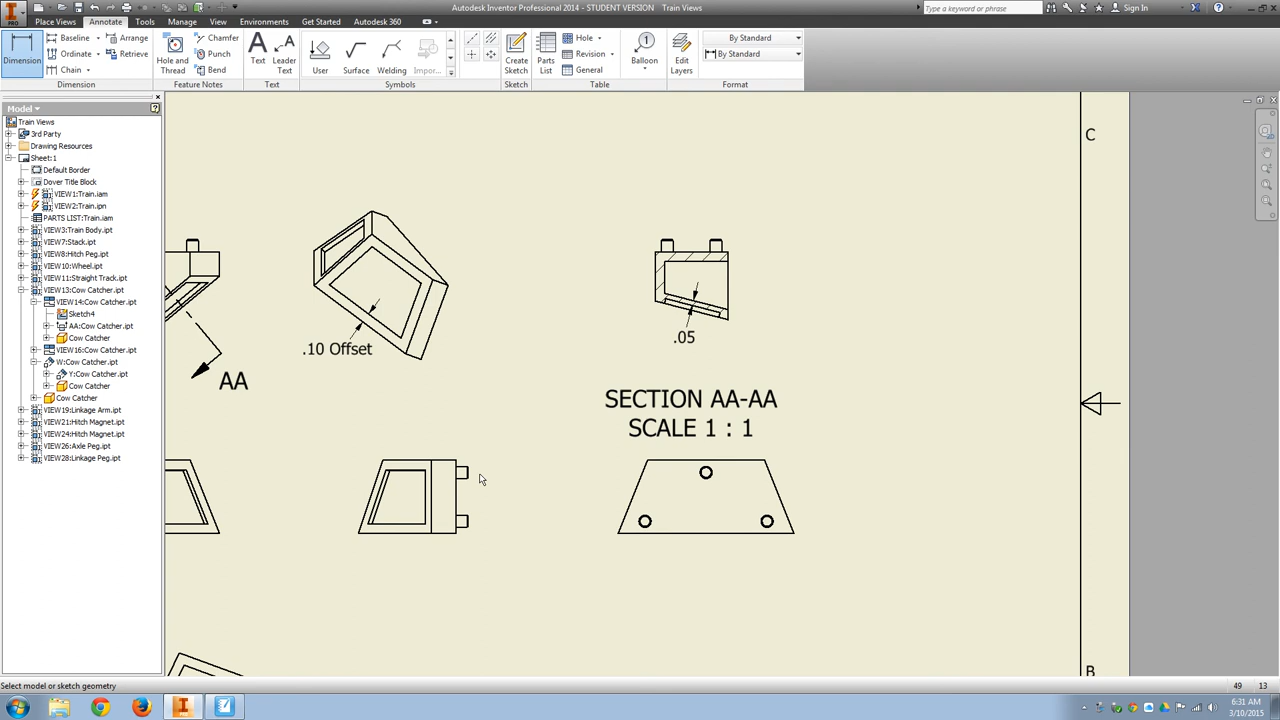 Autodesk Inventor Professional 2014 - STUDENT VERSION Train Views
Type a keyword or phrase
Sign In
PRO
Place Views Annotate Tools Manage View Environments Get Started Autodesk 360
Dimension
Baseline Arrange
Ordinate Retrieve
Chain
Dimension
Hole and Thread
Chamfer
Punch
Bend
Feature Notes
Text
Leader Text
Text
User
Surface
Welding
Impor...
Symbols
Create Sketch
Sketch
Parts List
Hole
Revision
General
Table
Balloon
Edit Layers
By Standard
By Standard
Format
Model
Train Views
3rd Party
Drawing Resources
Sheet:1
Default Border
Dover Title Block
VIEW1:Train.iam
VIEW2:Train.ipn
PARTS LIST:Train.iam
VIEW3:Train Body.ipt
VIEW7:Stack.ipt
VIEW8:Hitch Peg.ipt
VIEW10:Wheel.ipt
VIEW11:Straight Track.ipt
VIEW13:Cow Catcher.ipt
VIEW14:Cow Catcher.ipt
Sketch4
AA:Cow Catcher.ipt
Cow Catcher
VIEW16:Cow Catcher.ipt
W:Cow Catcher.ipt
Y:Cow Catcher.ipt
Cow Catcher
Cow Catcher
VIEW19:Linkage Arm.ipt
VIEW21:Hitch Magnet.ipt
VIEW24:Hitch Magnet.ipt
VIEW26:Axle Peg.ipt
VIEW28:Linkage Peg.ipt
C
.10 Offset
.05
AA
SECTION AA-AA
SCALE 1 : 1
B
Select model or sketch geometry
49 13
6:31 AM
3/10/2015